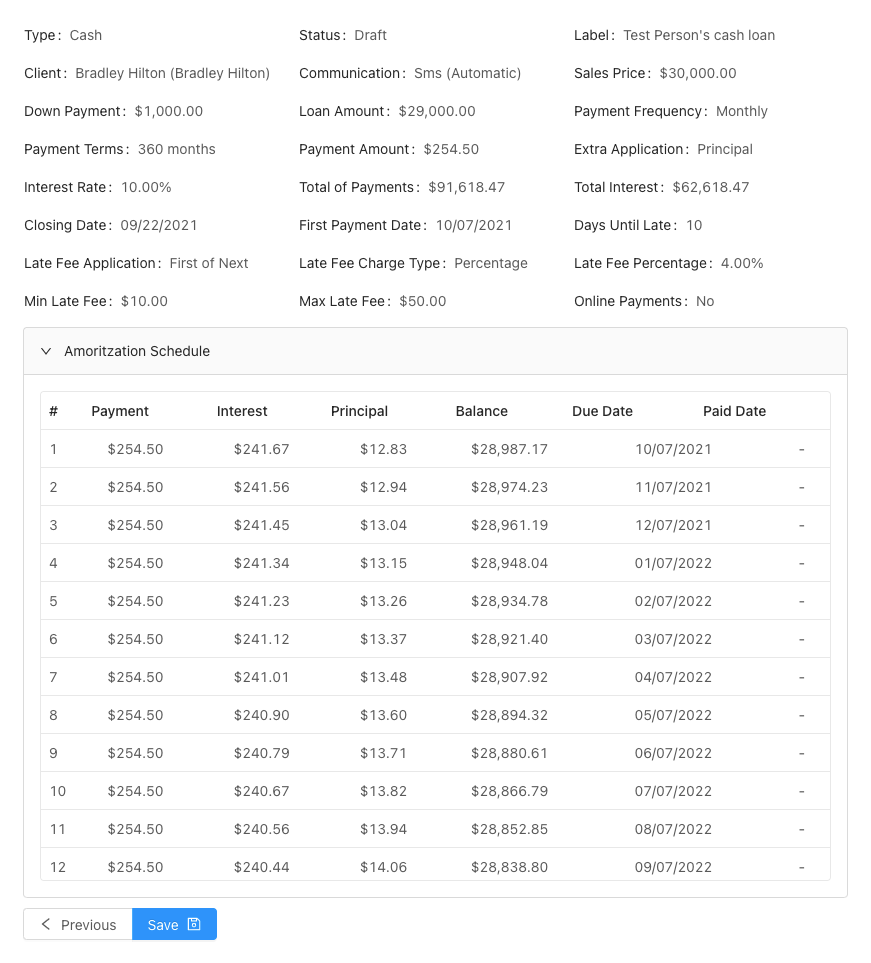 Type: Cash Status: Draft Label: Test Person's cash loan
Client: Bradley Hilton (Bradley Hilton) Communication: Sms (Automatic) Sales Price: $30,000.00
Down Payment: $1,000.00 Loan Amount: $29,000.00 Payment Frequency: Monthly
Payment Terms: 360 months Payment Amount: $254.50 Extra Application: Principal
Interest Rate: 10.00% Total of Payments: $91,618.47 Total Interest: $62,618.47
Closing Date: 09/22/2021 First Payment Date: 10/07/2021 Days Until Late: 10
Late Fee Application: First of Next Late Fee Charge Type: Percentage Late Fee Percentage: 4.00%
Min Late Fee: $10.00 Max Late Fee: $50.00 Online Payments: No
Amoritzation Schedule
# Payment Interest Principal Balance Due Date Paid Date
1 $254.50 $241.67 $12.83 $28,987.17 10/07/2021 -
2 $254.50 $241.56 $12.94 $28,974.23 11/07/2021 -
3 $254.50 $241.45 $13.04 $28,961.19 12/07/2021 -
4 $254.50 $241.34 $13.15 $28,948.04 01/07/2022 -
5 $254.50 $241.23 $13.26 $28,934.78 02/07/2022 -
6 $254.50 $241.12 $13.37 $28,921.40 03/07/2022 -
7 $254.50 $241.01 $13.48 $28,907.92 04/07/2022 -
8 $254.50 $240.90 $13.60 $28,894.32 05/07/2022 -
9 $254.50 $240.79 $13.71 $28,880.61 06/07/2022 -
10 $254.50 $240.67 $13.82 $28,866.79 07/07/2022 -
11 $254.50 $240.56 $13.94 $28,852.85 08/07/2022 -
12 $254.50 $240.44 $14.06 $28,838.80 09/07/2022 -
Previous Save